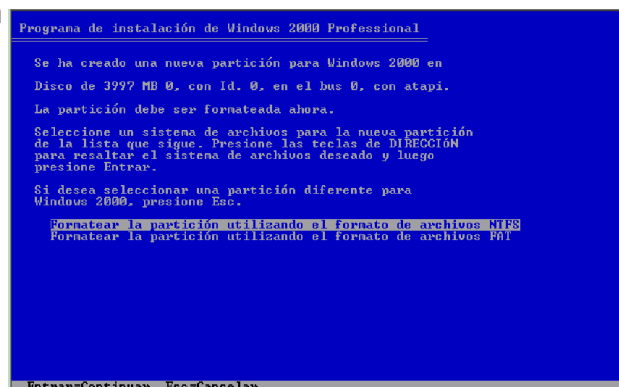 Programa de instalación de Windows 2000 Professional
Se ha creado una nueva partición para Windows 2000 en
Disco de 3997 MB 0, con Id. 0, en el bus 0, con atapi.
La partición debe ser formateada ahora.
Seleccione un sistema de archivos para la nueva partición
de la lista que sigue. Presione las teclas de DIRECCIÓN
para resaltar el sistema de archivos deseado y luego
presione Entrar.
Si desea seleccionar una partición diferente para
Windows 2000, presione Esc.
Formatear la partición utilizando el formato de archivos NTFS
Formatear la partición utilizando el formato de archivos FAT
Entrar=Continuar Esc=Cancelar